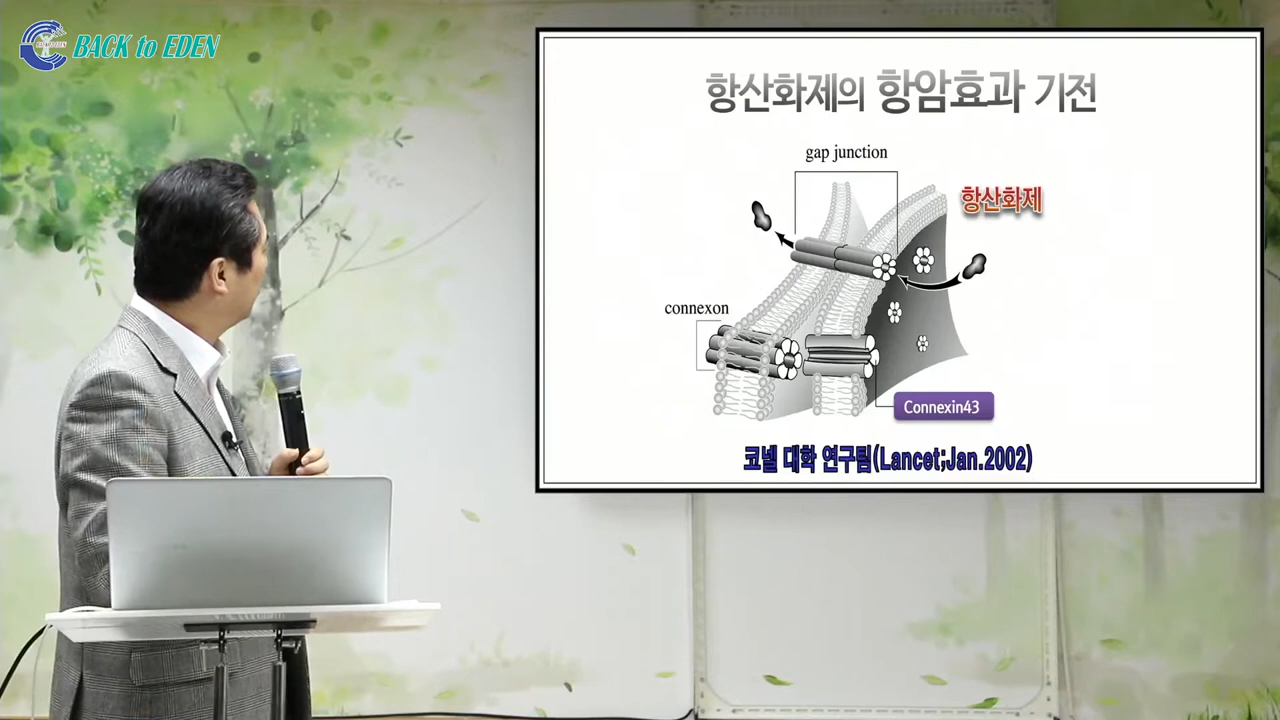 BACK to EDEN
항산화제의 항암효과 기전
gap junction
항산화제
connexon
Connexin43
코넬 대학 연구팀(Lancet;Jan.2002)